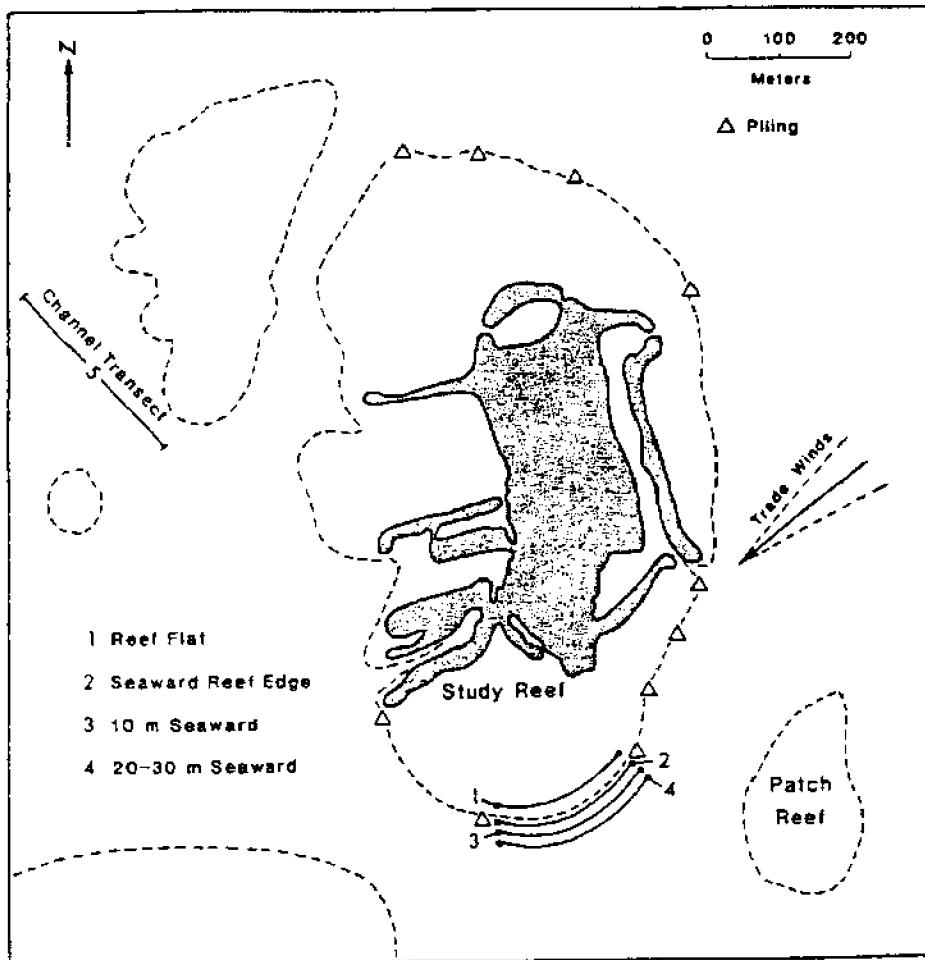 N
0 100 200
Meters
△ Piling
Channel Transect
5
Trade Winds
1 Reef Flat
2 Seaward Reef Edge
3 10 m Seaward
4 20-30 m Seaward
Study Reef
Patch
Reef
1
2
3
4